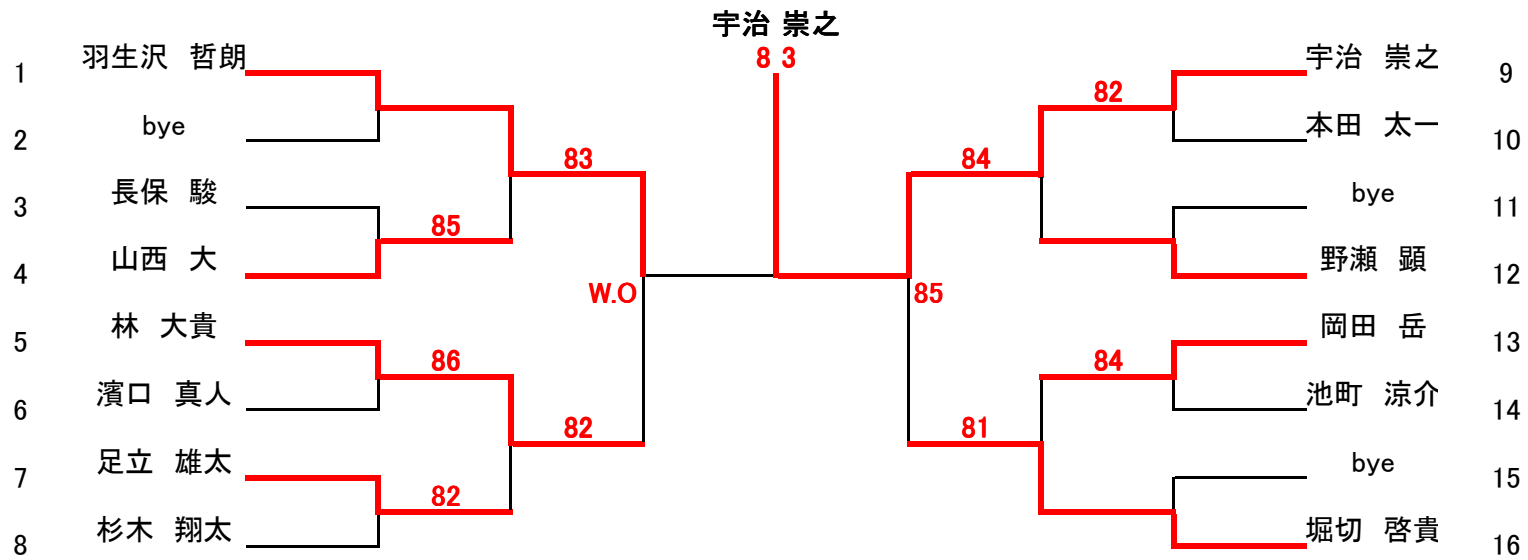 宇治 崇之
8 3
1 羽生沢 哲朗
2 bye
3 長保 駿
4 山西 大
5 林 大貴
6 濱口 真人
7 足立 雄太
8 杉木 翔太
85
86
82
83
82
W.O
宇治 崇之 9
本田 太一 10
bye 11
野瀬 顕 12
岡田 岳 13
池町 涼介 14
bye 15
堀切 啓貴 16
82
84
84
81
85